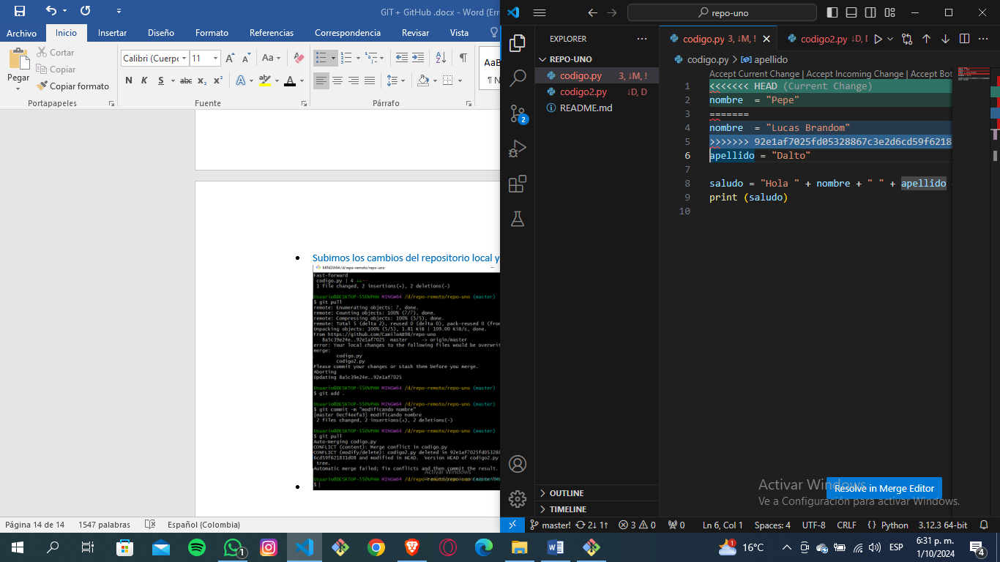 GIT + GitHub .docx - Word (Erro
Archivo
Inicio
Insertar
Diseño
Formato
Referencias
Correspondencia
Revisar
Vista
Pegar
Cortar
Copiar
Copiar formato
Portapapeles
Calibri (Cuerpo
11
Aa
N K S abc x₂ x²
Fuente
Párrafo
AaBb
¶ N
Subimos los cambios del repositorio local y
MINGW64:/d/repo-remoto/repo-uno
Fast-forward
codigo.py | 4 ++--
1 file changed, 2 insertions(+), 2 deletions(-)
Usuario@DESKTOP-55DVPHH MINGW64 /d/repo-remoto/repo-uno (master)
$ git pull
remote: Enumerating objects: 7, done.
remote: Counting objects: 100% (7/7), done.
remote: Compressing objects: 100% (5/5), done.
remote: Total 5 (delta 2), reused 0 (delta 0), pack-reused 0 (from
Unpacking objects: 100% (5/5), 1.81 KiB | 109.00 KiB/s, done.
From https://github.com/CamiloA898/repo-uno
8a5c39e24e..92e1af7025 master -> origin/master
error: Your local changes to the following files would be overwrit
merge:
codigo.py
codigo2.py
Please commit your changes or stash them before you merge.
Aborting
Updating 8a5c39e24e..92e1af7025
Usuario@DESKTOP-55DVPHH MINGW64 /d/repo-remoto/repo-uno (master)
$ git add .
Usuario@DESKTOP-55DVPHH MINGW64 /d/repo-remoto/repo-uno (master)
$ git commit -m "modificando nombre"
[master 0ecf4eefa3] modificando nombre
2 files changed, 2 insertions(+), 2 deletions(-)
Usuario@DESKTOP-55DVPHH MINGW64 /d/repo-remoto/repo-uno (master)
$ git pull
Auto-merging codigo.py
CONFLICT (content): Merge conflict in codigo.py
CONFLICT (modify/delete): codigo2.py deleted in 92e1af7025fd053288
6cd59f621831d08 and modified in HEAD. Version HEAD of codigo2.py
tree.
Automatic merge failed; fix conflicts and then commit the result.
Activar Windows
Usuario@DESKTOP-55DVPHH MINGW64 /d/repo-remoto/repo-uno (master
$
Página 14 de 14
1547 palabras
Español (Colombia)
repo-uno
EXPLORER
REPO-UNO
codigo.py 3, ↓M, !
codigo2.py ↓D, D
README.md
2
OUTLINE
TIMELINE
codigo.py 3, ↓M, !
codigo2.py ↓D, D
codigo.py > apellido
Accept Current Change | Accept Incoming Change | Accept Bot
1 <<<<<<< HEAD (Current Change)
2 nombre = "Pepe"
3 =======
4 nombre = "Lucas Brandom"
5 >>>>>>> 92e1af7025fd05328867c3e2d6cd59f6218
6 apellido = "Dalto"
7
8 saludo = "Hola " + nombre + " " + apellido
9 print (saludo)
10
Activar Windows
Ve a Configuración para activar Windows.
Resolve in Merge Editor
master! 2↓ 1↑
3 0
0
Ln 6, Col 1
Spaces: 4
UTF-8
CRLF
{ } Python
3.12.3 64-bit
1
1
16°C
ESP
6:31 p. m.
1/10/2024
4